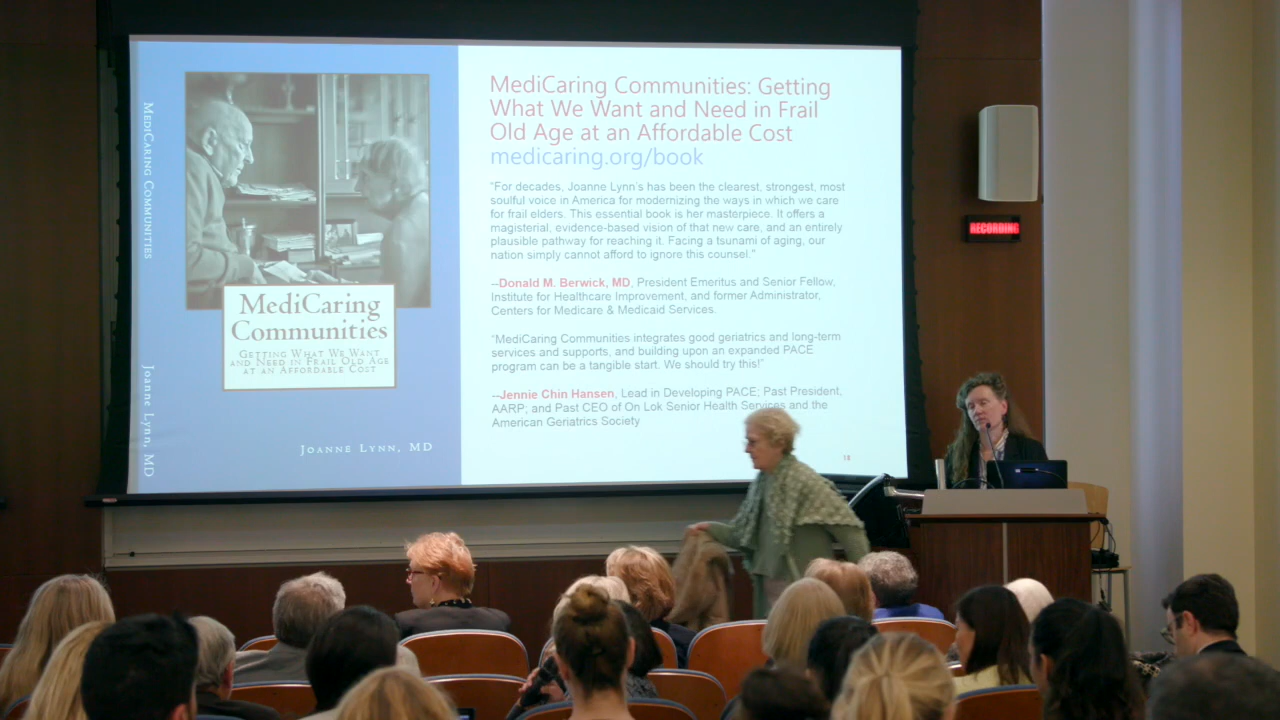 MEDICARING COMMUNITIES
JOANNE LYNN, MD
MediCaring
Communities
GETTING WHAT WE WANT
AND NEED IN FRAIL OLD AGE
AT AN AFFORDABLE COST
JOANNE LYNN, MD
MediCaring Communities: Getting
What We Want and Need in Frail
Old Age at an Affordable Cost
medicaring.org/book
"For decades, Joanne Lynn's has been the clearest, strongest, most
soulful voice in America for modernizing the ways in which we care
for frail elders. This essential book is her masterpiece. It offers a
magisterial, evidence-based vision of that new care, and an entirely
plausible pathway for reaching it. Facing a tsunami of aging, our
nation simply cannot afford to ignore this counsel."
--Donald M. Berwick, MD, President Emeritus and Senior Fellow,
Institute for Healthcare Improvement, and former Administrator,
Centers for Medicare & Medicaid Services.
"MediCaring Communities integrates good geriatrics and long-term
services and supports, and building upon an expanded PACE
program can be a tangible start. We should try this!"
--Jennie Chin Hansen, Lead in Developing PACE; Past President,
AARP; and Past CEO of On Lok Senior Health Services and the
American Geriatrics Society
18
RECORDING